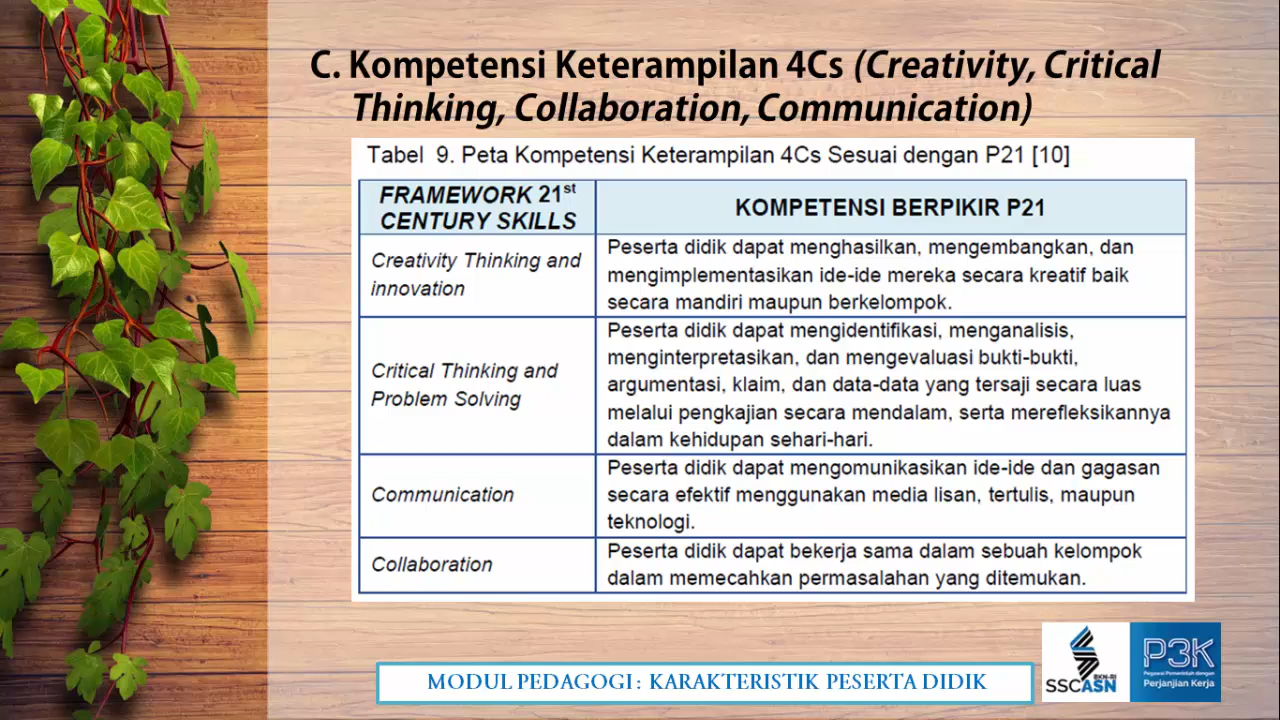 C. Kompetensi Keterampilan 4Cs (Creativity, Critical
Thinking, Collaboration, Communication)
Tabel 9. Peta Kompetensi Keterampilan 4Cs Sesuai dengan P21 [10]
FRAMEWORK 21st
CENTURY SKILLS
KOMPETENSI BERPIKIR P21
Creativity Thinking and
innovation
Peserta didik dapat menghasilkan, mengembangkan, dan
mengimplementasikan ide-ide mereka secara kreatif baik
secara mandiri maupun berkelompok.
Critical Thinking and
Problem Solving
Peserta didik dapat mengidentifikasi, menganalisis,
menginterpretasikan, dan mengevaluasi bukti-bukti,
argumentasi, klaim, dan data-data yang tersaji secara luas
melalui pengkajian secara mendalam, serta merefleksikannya
dalam kehidupan sehari-hari.
Communication
Peserta didik dapat mengomunikasikan ide-ide dan gagasan
secara efektif menggunakan media lisan, tertulis, maupun
teknologi.
Collaboration
Peserta didik dapat bekerja sama dalam sebuah kelompok
dalam memecahkan permasalahan yang ditemukan.
MODUL PEDAGOGI : KARAKTERISTIK PESERTA DIDIK
BKN-RI
SSCASN
P3K
Pegawai Pemerintah dengan
Perjanjian Kerja